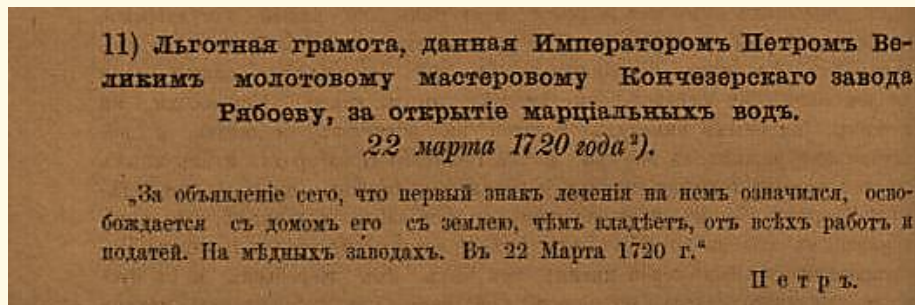 11) Льготная грамота, данная Императоромъ Петромъ Ве-
ликимъ молотовому мастеровому Кончезерскаго завода
Рябоеву, за открытіе марціальныхъ водъ.
22 марта 1720 года²).
„За объявленіе сего, что первый знакъ леченія на немъ означился, осво-
бождается съ домомъ его съ землею, чѣмъ владѣетъ, отъ всѣхъ работъ и
податей. На мѣдныхъ заводахъ. Въ 22 Марта 1720 г.“
Петръ.